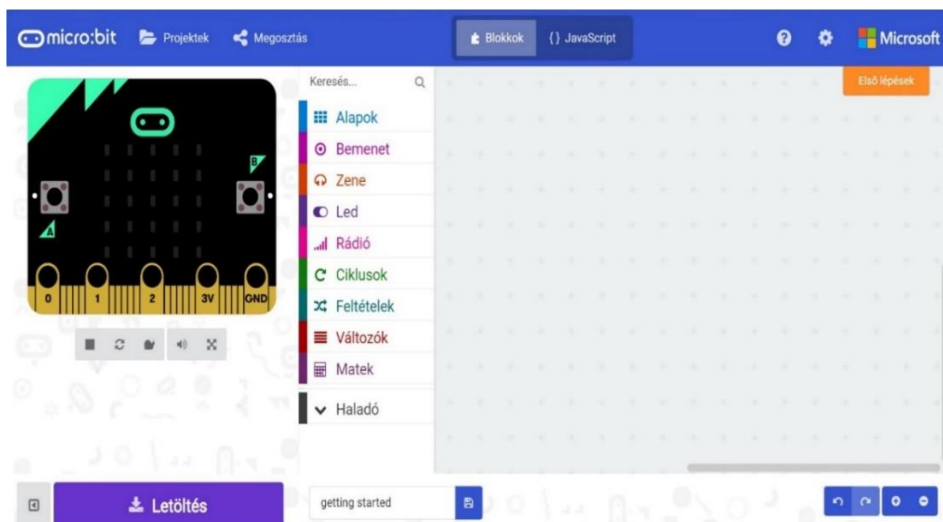 micro:bit Projektek Megosztás Blokkok {} JavaScript ? Microsoft
Keresés...
Első lépések
Alapok
Bemenet
Zene
Led
Rádió
Ciklusok
Feltételek
Változók
Matek
Haladó
B
A
0 1 2 3V GND
Letöltés
getting started